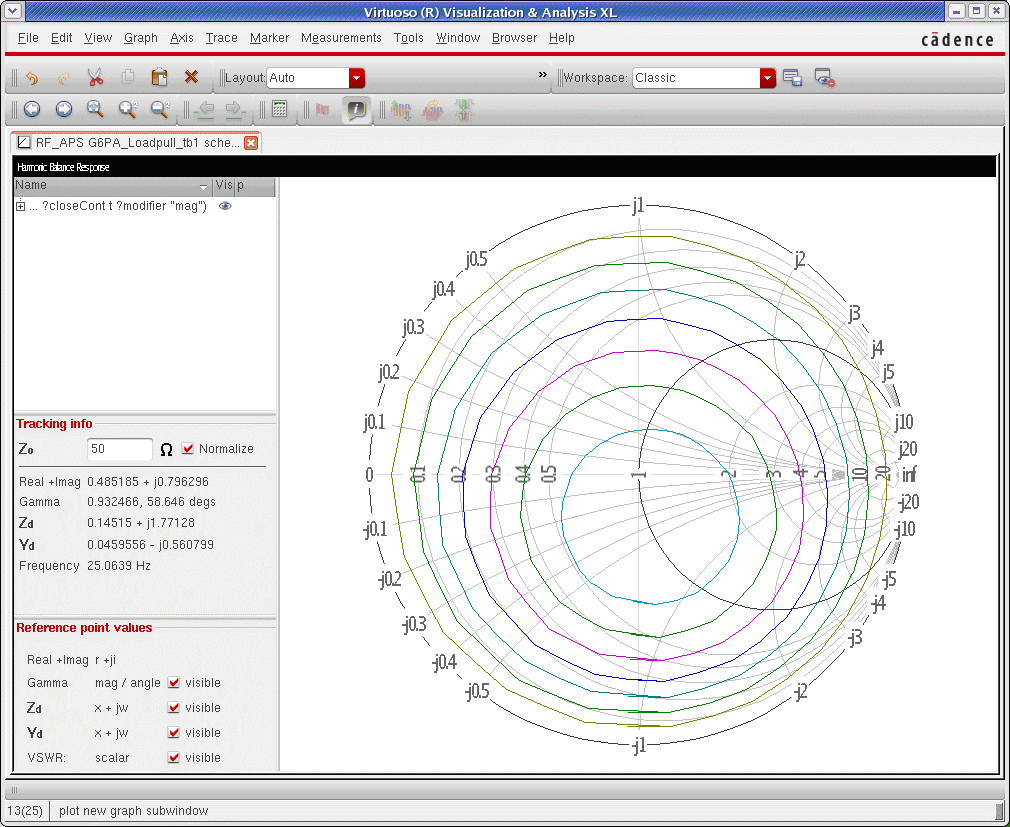 Virtuoso (R) Visualization & Analysis XL
File Edit View Graph Axis Trace Marker Measurements Tools Window Browser Help
cādence
Layout: Auto » Workspace: Classic
RF_APS G6PA_Loadpull_tb1 sche...
Harmonic Balance Response
Name Vis p
... ?closeCont t ?modifier "mag")
j1
j0.5 j2
j0.4
j0.3 j3
j4
j0.2 j5
j0.1 j10
j20
0 0.1 0.2 0.3 0.4 0.5 1 2 3 4 5 10 20 inf
-j20
-j0.1 -j10
-j0.2 -j5
-j4
-j0.3 -j3
-j0.4
-j0.5 -j2
-j1
Tracking info
Zo 50 Ω Normalize
Real +Imag 0.485185 + j0.796296
Gamma 0.932466, 58.646 degs
Zd 0.14515 + j1.77128
Yd 0.0459556 - j0.560799
Frequency 25.0639 Hz
Reference point values
Real +Imag r +ji
Gamma mag / angle visible
Zd x + jw visible
Yd x + jw visible
VSWR: scalar visible
13(25) plot new graph subwindow